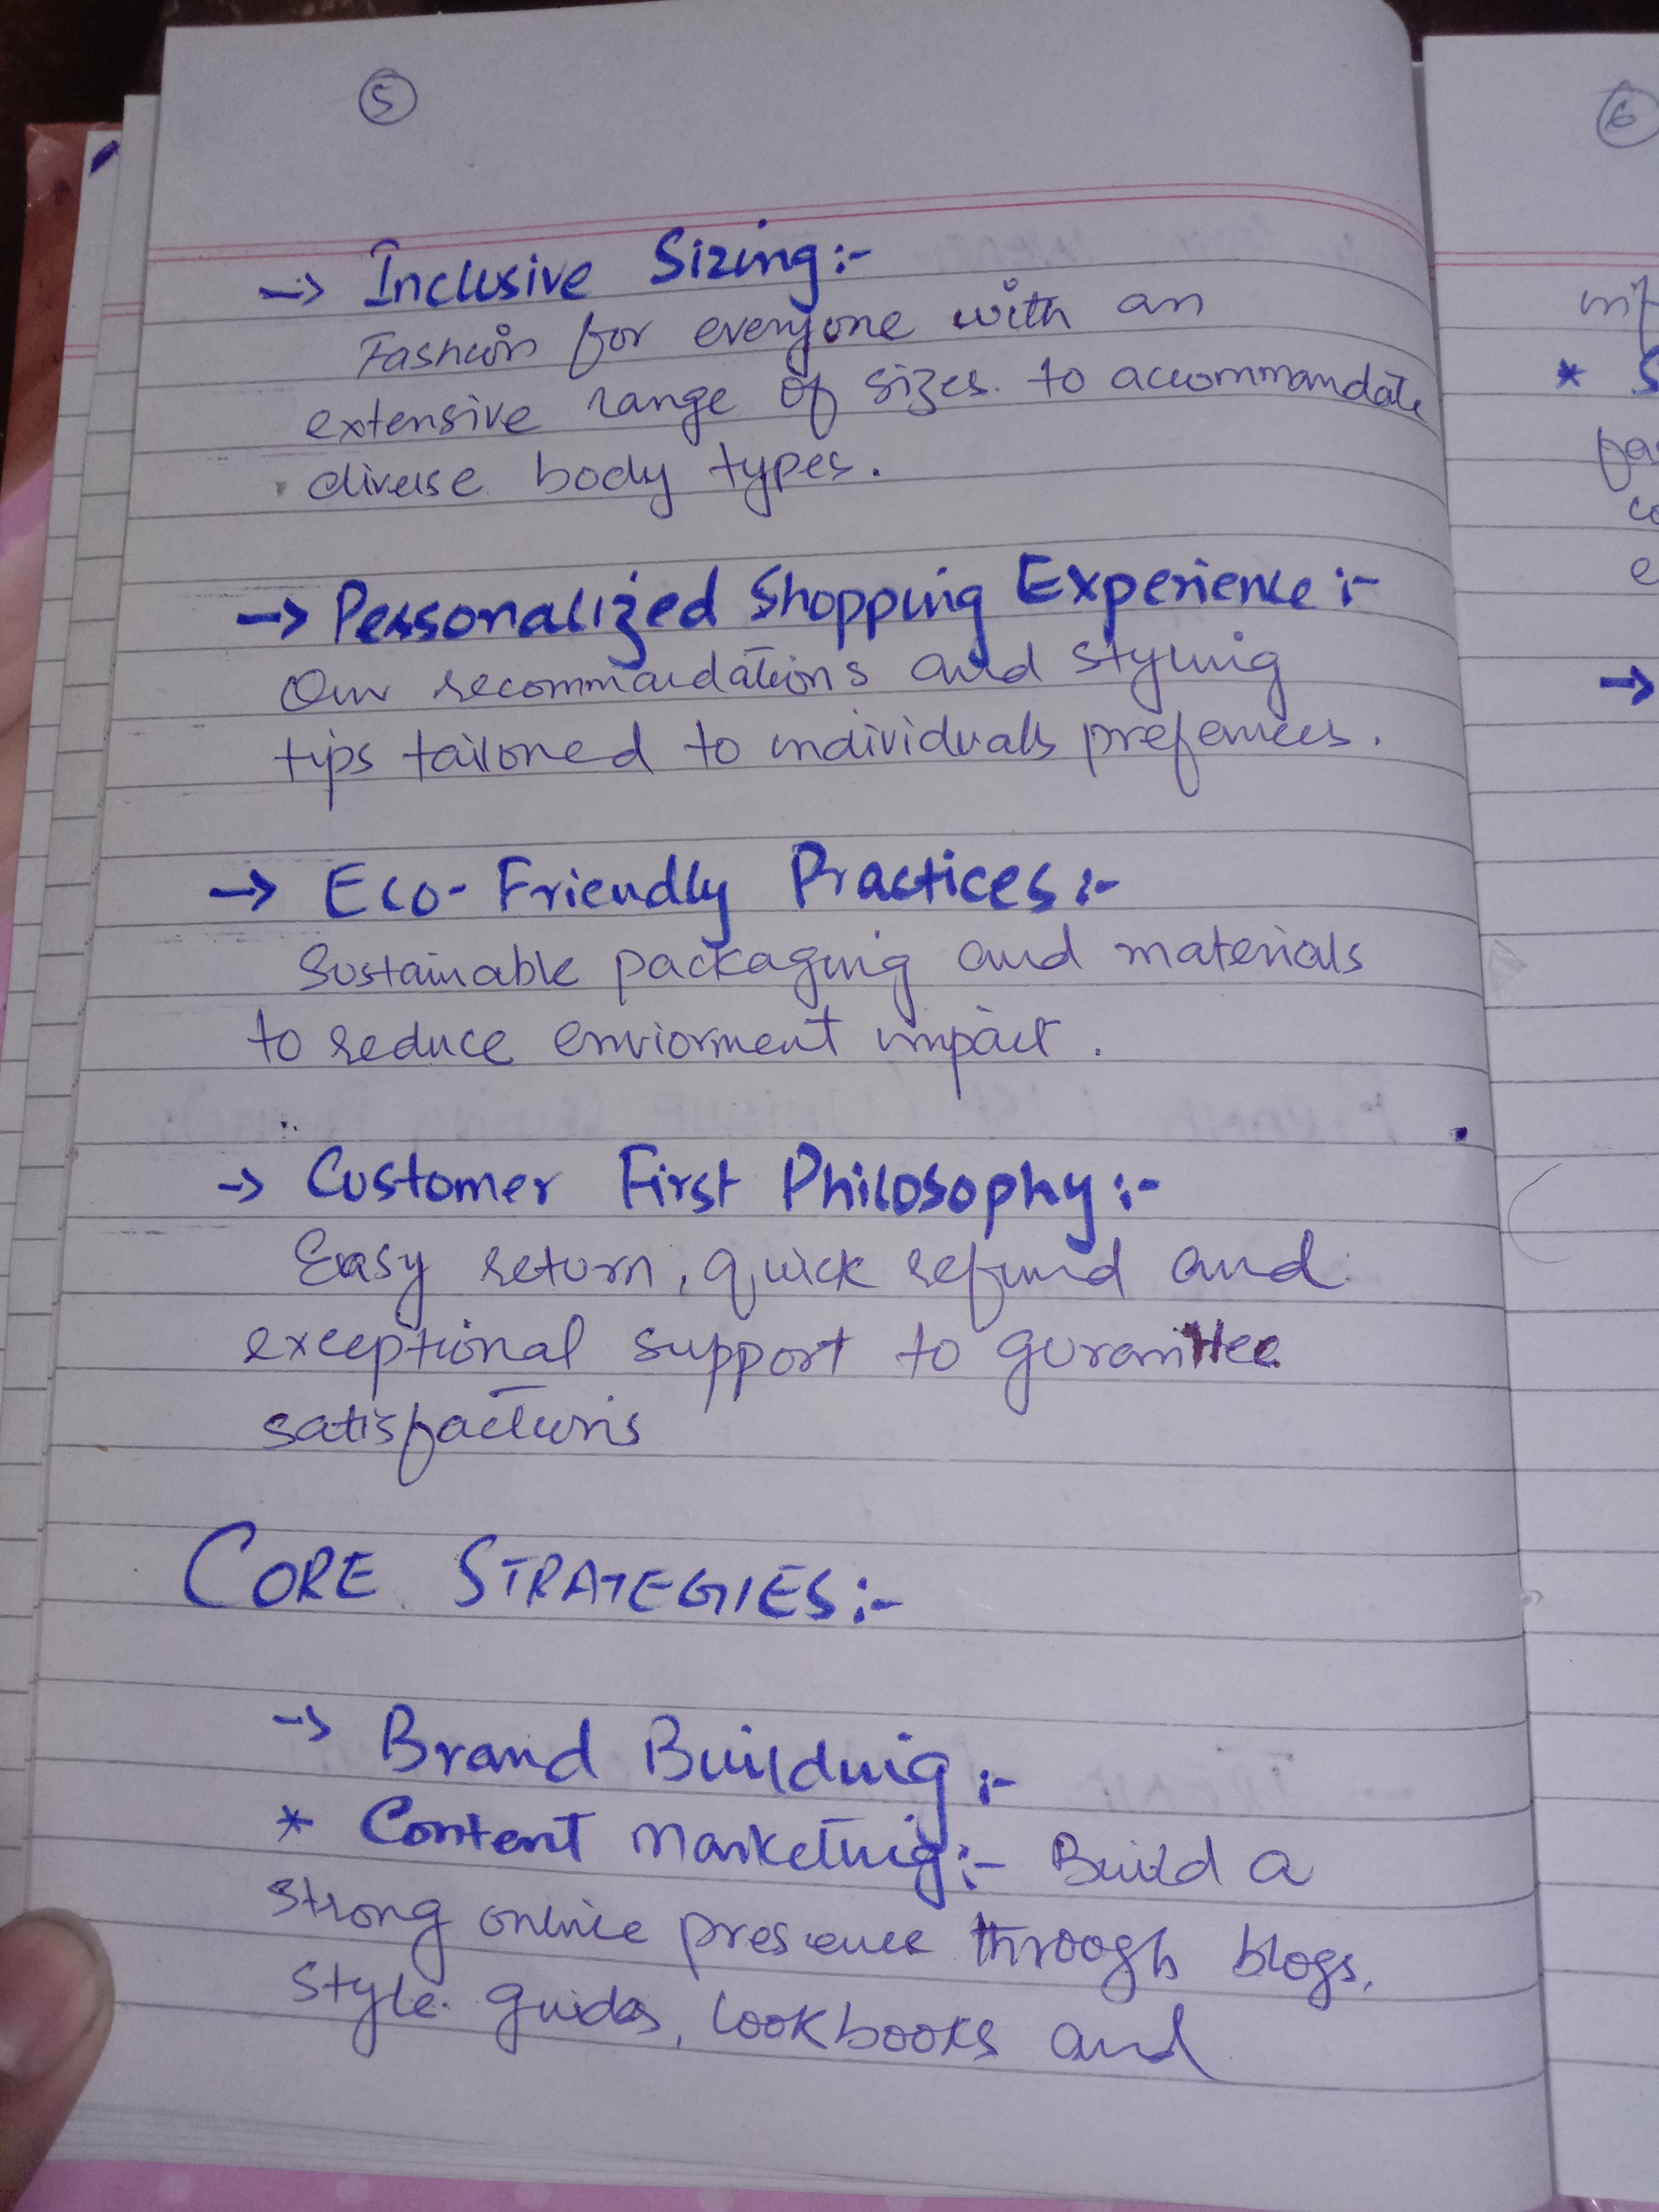 5
→ Inclusive Sizing:-
Fashion for everyone with an
extensive range of sizes. to accommandate
diverse body types.
→ Personalized Shopping Experience:-
Our recommandations and styling
tips tailored to individuals prefernces.
→ Eco-Friendly Practices:-
Sustainable packaging and materials
to reduce enviorment impact.
→ Customer First Philosophy:-
Easy return, quick refund and
exceptional support to gurantee
satisfactions
CORE STRATEGIES:-
→ Brand Building:-
* Content Marketing:- Build a
strong online presence through blogs,
style guides, lookbooks and
6
* S
co
e
→